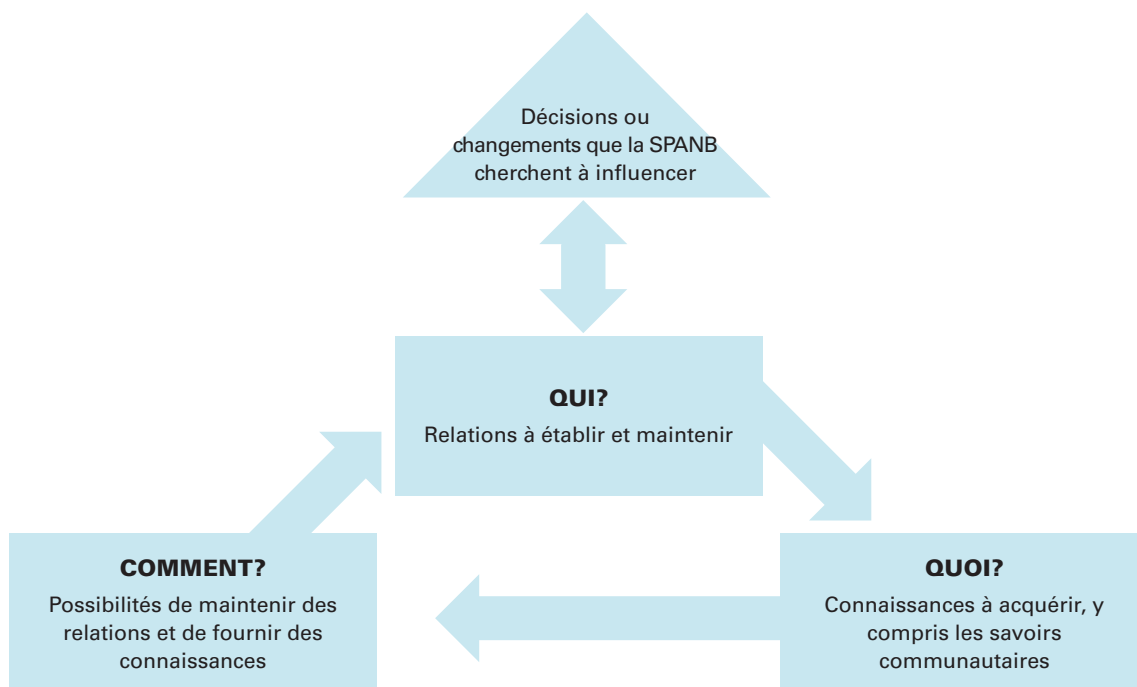 Décisions ou
changements que la SPANB
cherchent à influencer
QUI?
Relations à établir et maintenir
COMMENT?
Possibilités de maintenir des
relations et de fournir des
connaissances
QUOI?
Connaissances à acquérir, y
compris les savoirs
communautaires